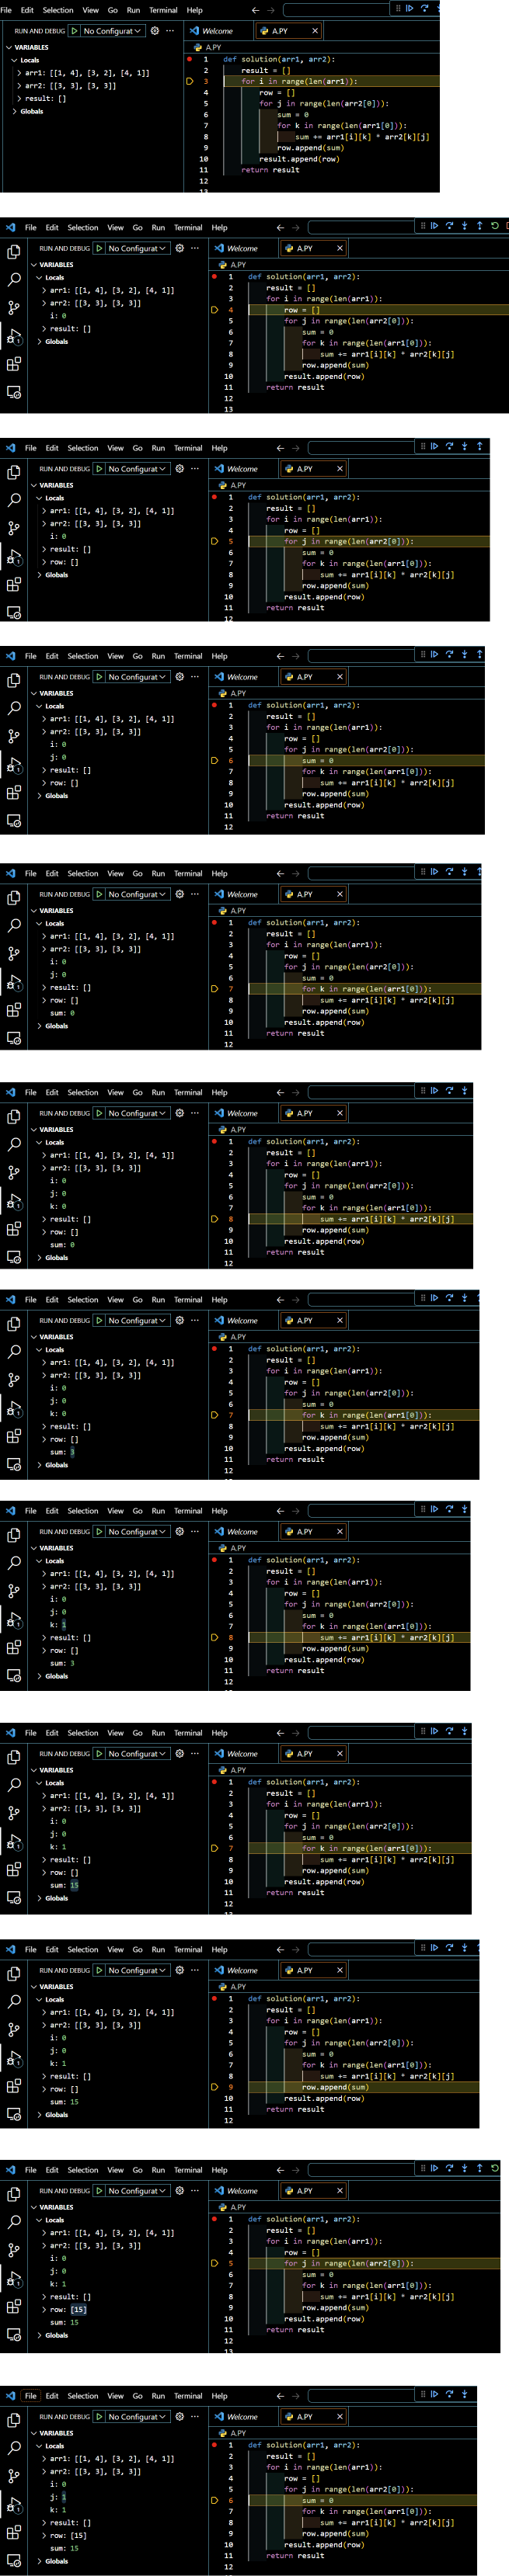 File Edit Selection View Go Run Terminal Help
RUN AND DEBUG No Configurat Welcome A.PY
VARIABLES A.PY
Locals
arr1: [[1, 4], [3, 2], [4, 1]]
arr2: [[3, 3], [3, 3]]
result: []
Globals
1 def solution(arr1, arr2):
2 result = []
3 for i in range(len(arr1)):
4 row = []
5 for j in range(len(arr2[0])):
6 sum = 0
7 for k in range(len(arr1[0])):
8 sum += arr1[i][k] * arr2[k][j]
9 row.append(sum)
10 result.append(row)
11 return result
12
13
File Edit Selection View Go Run Terminal Help
RUN AND DEBUG No Configurat Welcome A.PY
VARIABLES A.PY
Locals
arr1: [[1, 4], [3, 2], [4, 1]]
arr2: [[3, 3], [3, 3]]
i: 0
result: []
Globals
1 def solution(arr1, arr2):
2 result = []
3 for i in range(len(arr1)):
4 row = []
5 for j in range(len(arr2[0])):
6 sum = 0
7 for k in range(len(arr1[0])):
8 sum += arr1[i][k] * arr2[k][j]
9 row.append(sum)
10 result.append(row)
11 return result
12
13
File Edit Selection View Go Run Terminal Help
RUN AND DEBUG No Configurat Welcome A.PY
VARIABLES A.PY
Locals
arr1: [[1, 4], [3, 2], [4, 1]]
arr2: [[3, 3], [3, 3]]
i: 0
result: []
row: []
Globals
1 def solution(arr1, arr2):
2 result = []
3 for i in range(len(arr1)):
4 row = []
5 for j in range(len(arr2[0])):
6 sum = 0
7 for k in range(len(arr1[0])):
8 sum += arr1[i][k] * arr2[k][j]
9 row.append(sum)
10 result.append(row)
11 return result
12
File Edit Selection View Go Run Terminal Help
RUN AND DEBUG No Configurat Welcome A.PY
VARIABLES A.PY
Locals
arr1: [[1, 4], [3, 2], [4, 1]]
arr2: [[3, 3], [3, 3]]
i: 0
j: 0
result: []
row: []
Globals
1 def solution(arr1, arr2):
2 result = []
3 for i in range(len(arr1)):
4 row = []
5 for j in range(len(arr2[0])):
6 sum = 0
7 for k in range(len(arr1[0])):
8 sum += arr1[i][k] * arr2[k][j]
9 row.append(sum)
10 result.append(row)
11 return result
12
File Edit Selection View Go Run Terminal Help
RUN AND DEBUG No Configurat Welcome A.PY
VARIABLES A.PY
Locals
arr1: [[1, 4], [3, 2], [4, 1]]
arr2: [[3, 3], [3, 3]]
i: 0
j: 0
result: []
row: []
sum: 0
Globals
1 def solution(arr1, arr2):
2 result = []
3 for i in range(len(arr1)):
4 row = []
5 for j in range(len(arr2[0])):
6 sum = 0
7 for k in range(len(arr1[0])):
8 sum += arr1[i][k] * arr2[k][j]
9 row.append(sum)
10 result.append(row)
11 return result
12
File Edit Selection View Go Run Terminal Help
RUN AND DEBUG No Configurat Welcome A.PY
VARIABLES A.PY
Locals
arr1: [[1, 4], [3, 2], [4, 1]]
arr2: [[3, 3], [3, 3]]
i: 0
j: 0
k: 0
result: []
row: []
sum: 0
Globals
1 def solution(arr1, arr2):
2 result = []
3 for i in range(len(arr1)):
4 row = []
5 for j in range(len(arr2[0])):
6 sum = 0
7 for k in range(len(arr1[0])):
8 sum += arr1[i][k] * arr2[k][j]
9 row.append(sum)
10 result.append(row)
11 return result
12
File Edit Selection View Go Run Terminal Help
RUN AND DEBUG No Configurat Welcome A.PY
VARIABLES A.PY
Locals
arr1: [[1, 4], [3, 2], [4, 1]]
arr2: [[3, 3], [3, 3]]
i: 0
j: 0
k: 0
result: []
row: []
sum: 3
Globals
1 def solution(arr1, arr2):
2 result = []
3 for i in range(len(arr1)):
4 row = []
5 for j in range(len(arr2[0])):
6 sum = 0
7 for k in range(len(arr1[0])):
8 sum += arr1[i][k] * arr2[k][j]
9 row.append(sum)
10 result.append(row)
11 return result
12
File Edit Selection View Go Run Terminal Help
RUN AND DEBUG No Configurat Welcome A.PY
VARIABLES A.PY
Locals
arr1: [[1, 4], [3, 2], [4, 1]]
arr2: [[3, 3], [3, 3]]
i: 0
j: 0
k: 1
result: []
row: []
sum: 3
Globals
1 def solution(arr1, arr2):
2 result = []
3 for i in range(len(arr1)):
4 row = []
5 for j in range(len(arr2[0])):
6 sum = 0
7 for k in range(len(arr1[0])):
8 sum += arr1[i][k] * arr2[k][j]
9 row.append(sum)
10 result.append(row)
11 return result
File Edit Selection View Go Run Terminal Help
RUN AND DEBUG No Configurat Welcome A.PY
VARIABLES A.PY
Locals
arr1: [[1, 4], [3, 2], [4, 1]]
arr2: [[3, 3], [3, 3]]
i: 0
j: 0
k: 1
result: []
row: []
sum: 15
Globals
1 def solution(arr1, arr2):
2 result = []
3 for i in range(len(arr1)):
4 row = []
5 for j in range(len(arr2[0])):
6 sum = 0
7 for k in range(len(arr1[0])):
8 sum += arr1[i][k] * arr2[k][j]
9 row.append(sum)
10 result.append(row)
11 return result
12
13
File Edit Selection View Go Run Terminal Help
RUN AND DEBUG No Configurat Welcome A.PY
VARIABLES A.PY
Locals
arr1: [[1, 4], [3, 2], [4, 1]]
arr2: [[3, 3], [3, 3]]
i: 0
j: 0
k: 1
result: []
row: []
sum: 15
Globals
1 def solution(arr1, arr2):
2 result = []
3 for i in range(len(arr1)):
4 row = []
5 for j in range(len(arr2[0])):
6 sum = 0
7 for k in range(len(arr1[0])):
8 sum += arr1[i][k] * arr2[k][j]
9 row.append(sum)
10 result.append(row)
11 return result
12
File Edit Selection View Go Run Terminal Help
RUN AND DEBUG No Configurat Welcome A.PY
VARIABLES A.PY
Locals
arr1: [[1, 4], [3, 2], [4, 1]]
arr2: [[3, 3], [3, 3]]
i: 0
j: 0
k: 1
result: []
row: [15]
sum: 15
Globals
1 def solution(arr1, arr2):
2 result = []
3 for i in range(len(arr1)):
4 row = []
5 for j in range(len(arr2[0])):
6 sum = 0
7 for k in range(len(arr1[0])):
8 sum += arr1[i][k] * arr2[k][j]
9 row.append(sum)
10 result.append(row)
11 return result
12
13
File Edit Selection View Go Run Terminal Help
RUN AND DEBUG No Configurat Welcome A.PY
VARIABLES A.PY
Locals
arr1: [[1, 4], [3, 2], [4, 1]]
arr2: [[3, 3], [3, 3]]
i: 0
j: 1
k: 1
result: []
row: [15]
sum: 15
Globals
1 def solution(arr1, arr2):
2 result = []
3 for i in range(len(arr1)):
4 row = []
5 for j in range(len(arr2[0])):
6 sum = 0
7 for k in range(len(arr1[0])):
8 sum += arr1[i][k] * arr2[k][j]
9 row.append(sum)
10 result.append(row)
11 return result
12